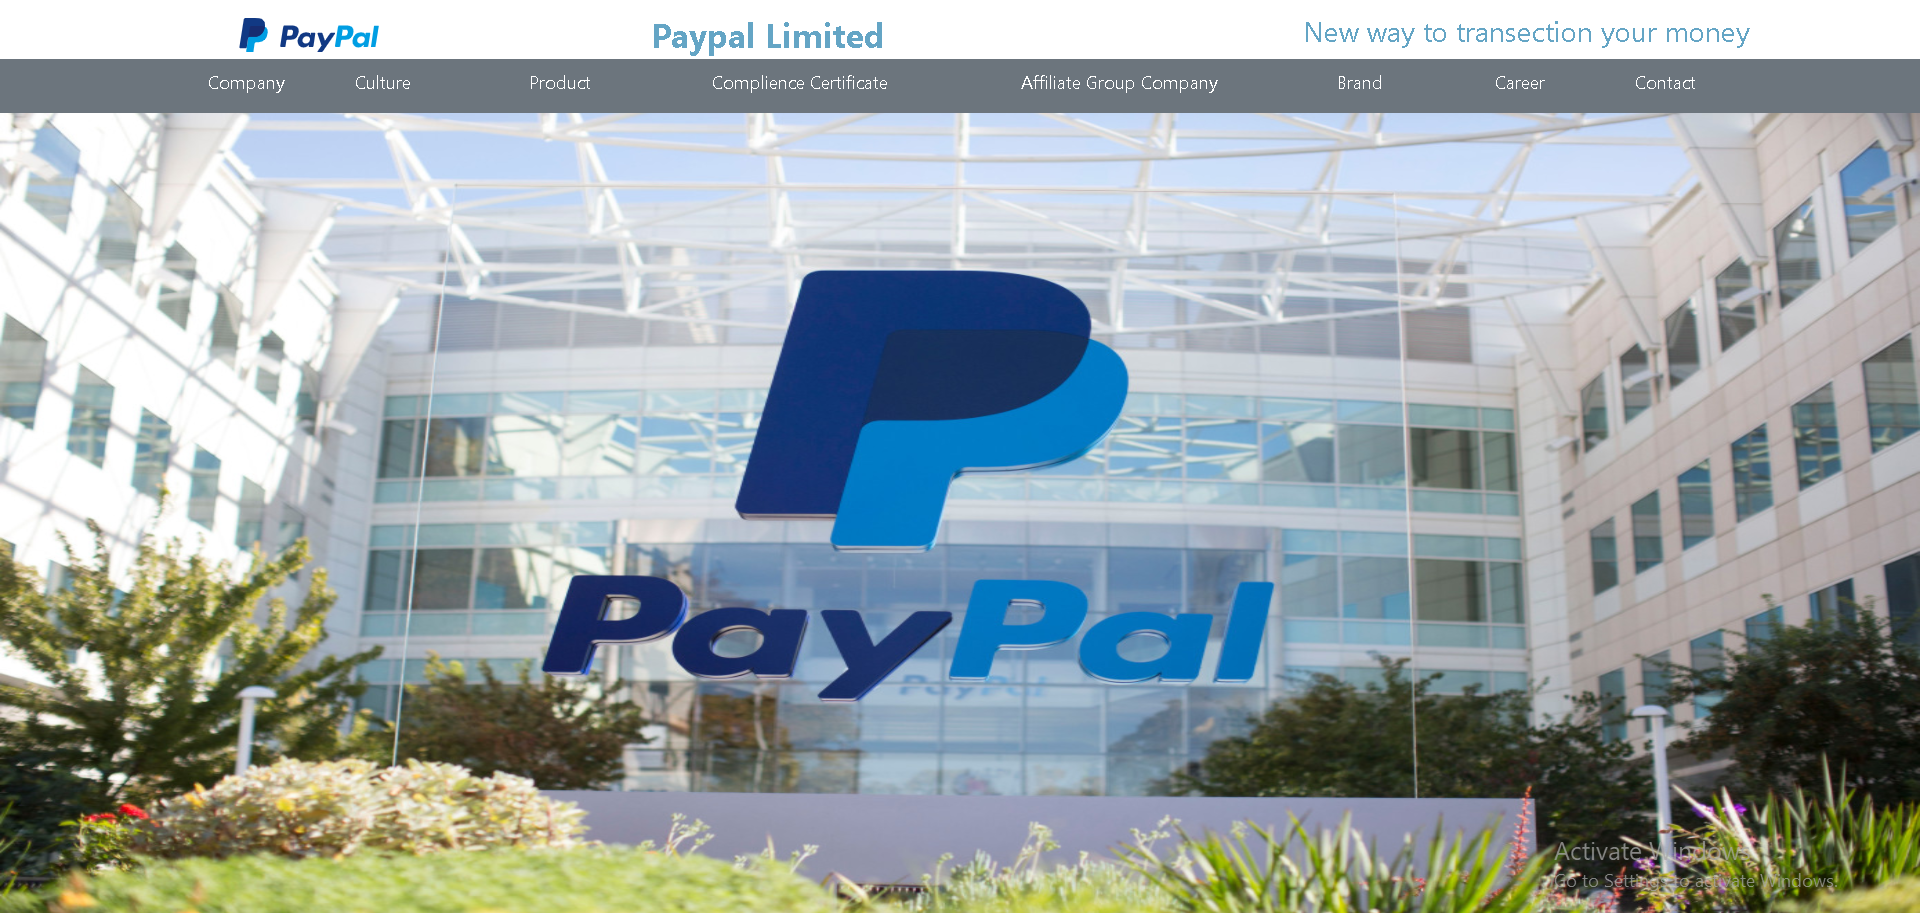 PayPal
Paypal Limited
New way to transection your money
Company
Culture
Product
Complience Certificate
Affiliate Group Company
Brand
Career
Contact
PayPal
PayPal
Activate Windows
Go to Settings to activate Windows.